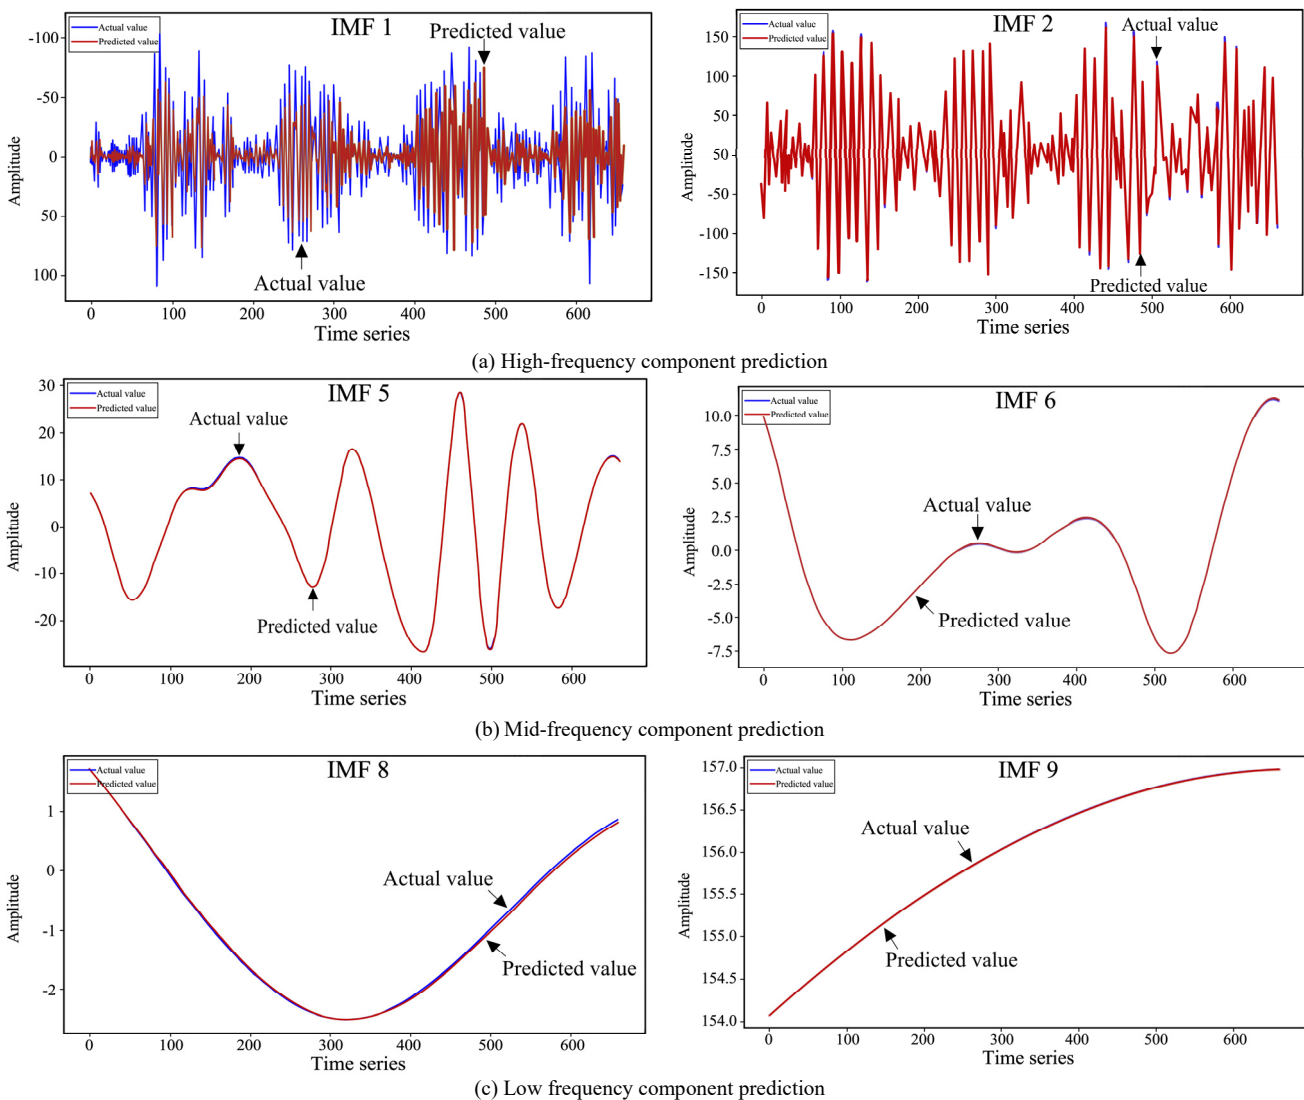 IMF 1
Actual value
Predicted value
Predicted value
Actual value
-100
-50
0
50
100
Amplitude
0 100 200 300 400 500 600
Time series
IMF 2
Actual value
Predicted value
Actual value
Predicted value
150
100
50
50
-50
-100
-150
Amplitude
0 100 200 300 400 500 600
Time series
(a) High-frequency component prediction
IMF 5
Actual value
Predicted value
Actual value
Predicted value
30
20
10
0
-10
-20
Amplitude
0 100 200 300 400 500 600
Time series
IMF 6
Actual value
Predicted value
Actual value
Predicted value
10.0
7.5
5.0
2.5
0.0
-2.5
-5.0
-7.5
Amplitude
0 100 200 300 400 500 600
Time series
(b) Mid-frequency component prediction
IMF 8
Actual value
Predicted value
Actual value
Predicted value
1
0
-1
-2
Amplitude
0 100 200 300 400 500 600
Time series
IMF 9
Actual value
Predicted value
Actual value
Predicted value
157.0
156.5
156.0
155.5
155.0
154.5
154.0
Amplitude
0 100 200 300 400 500 600
Time series
(c) Low frequency component prediction